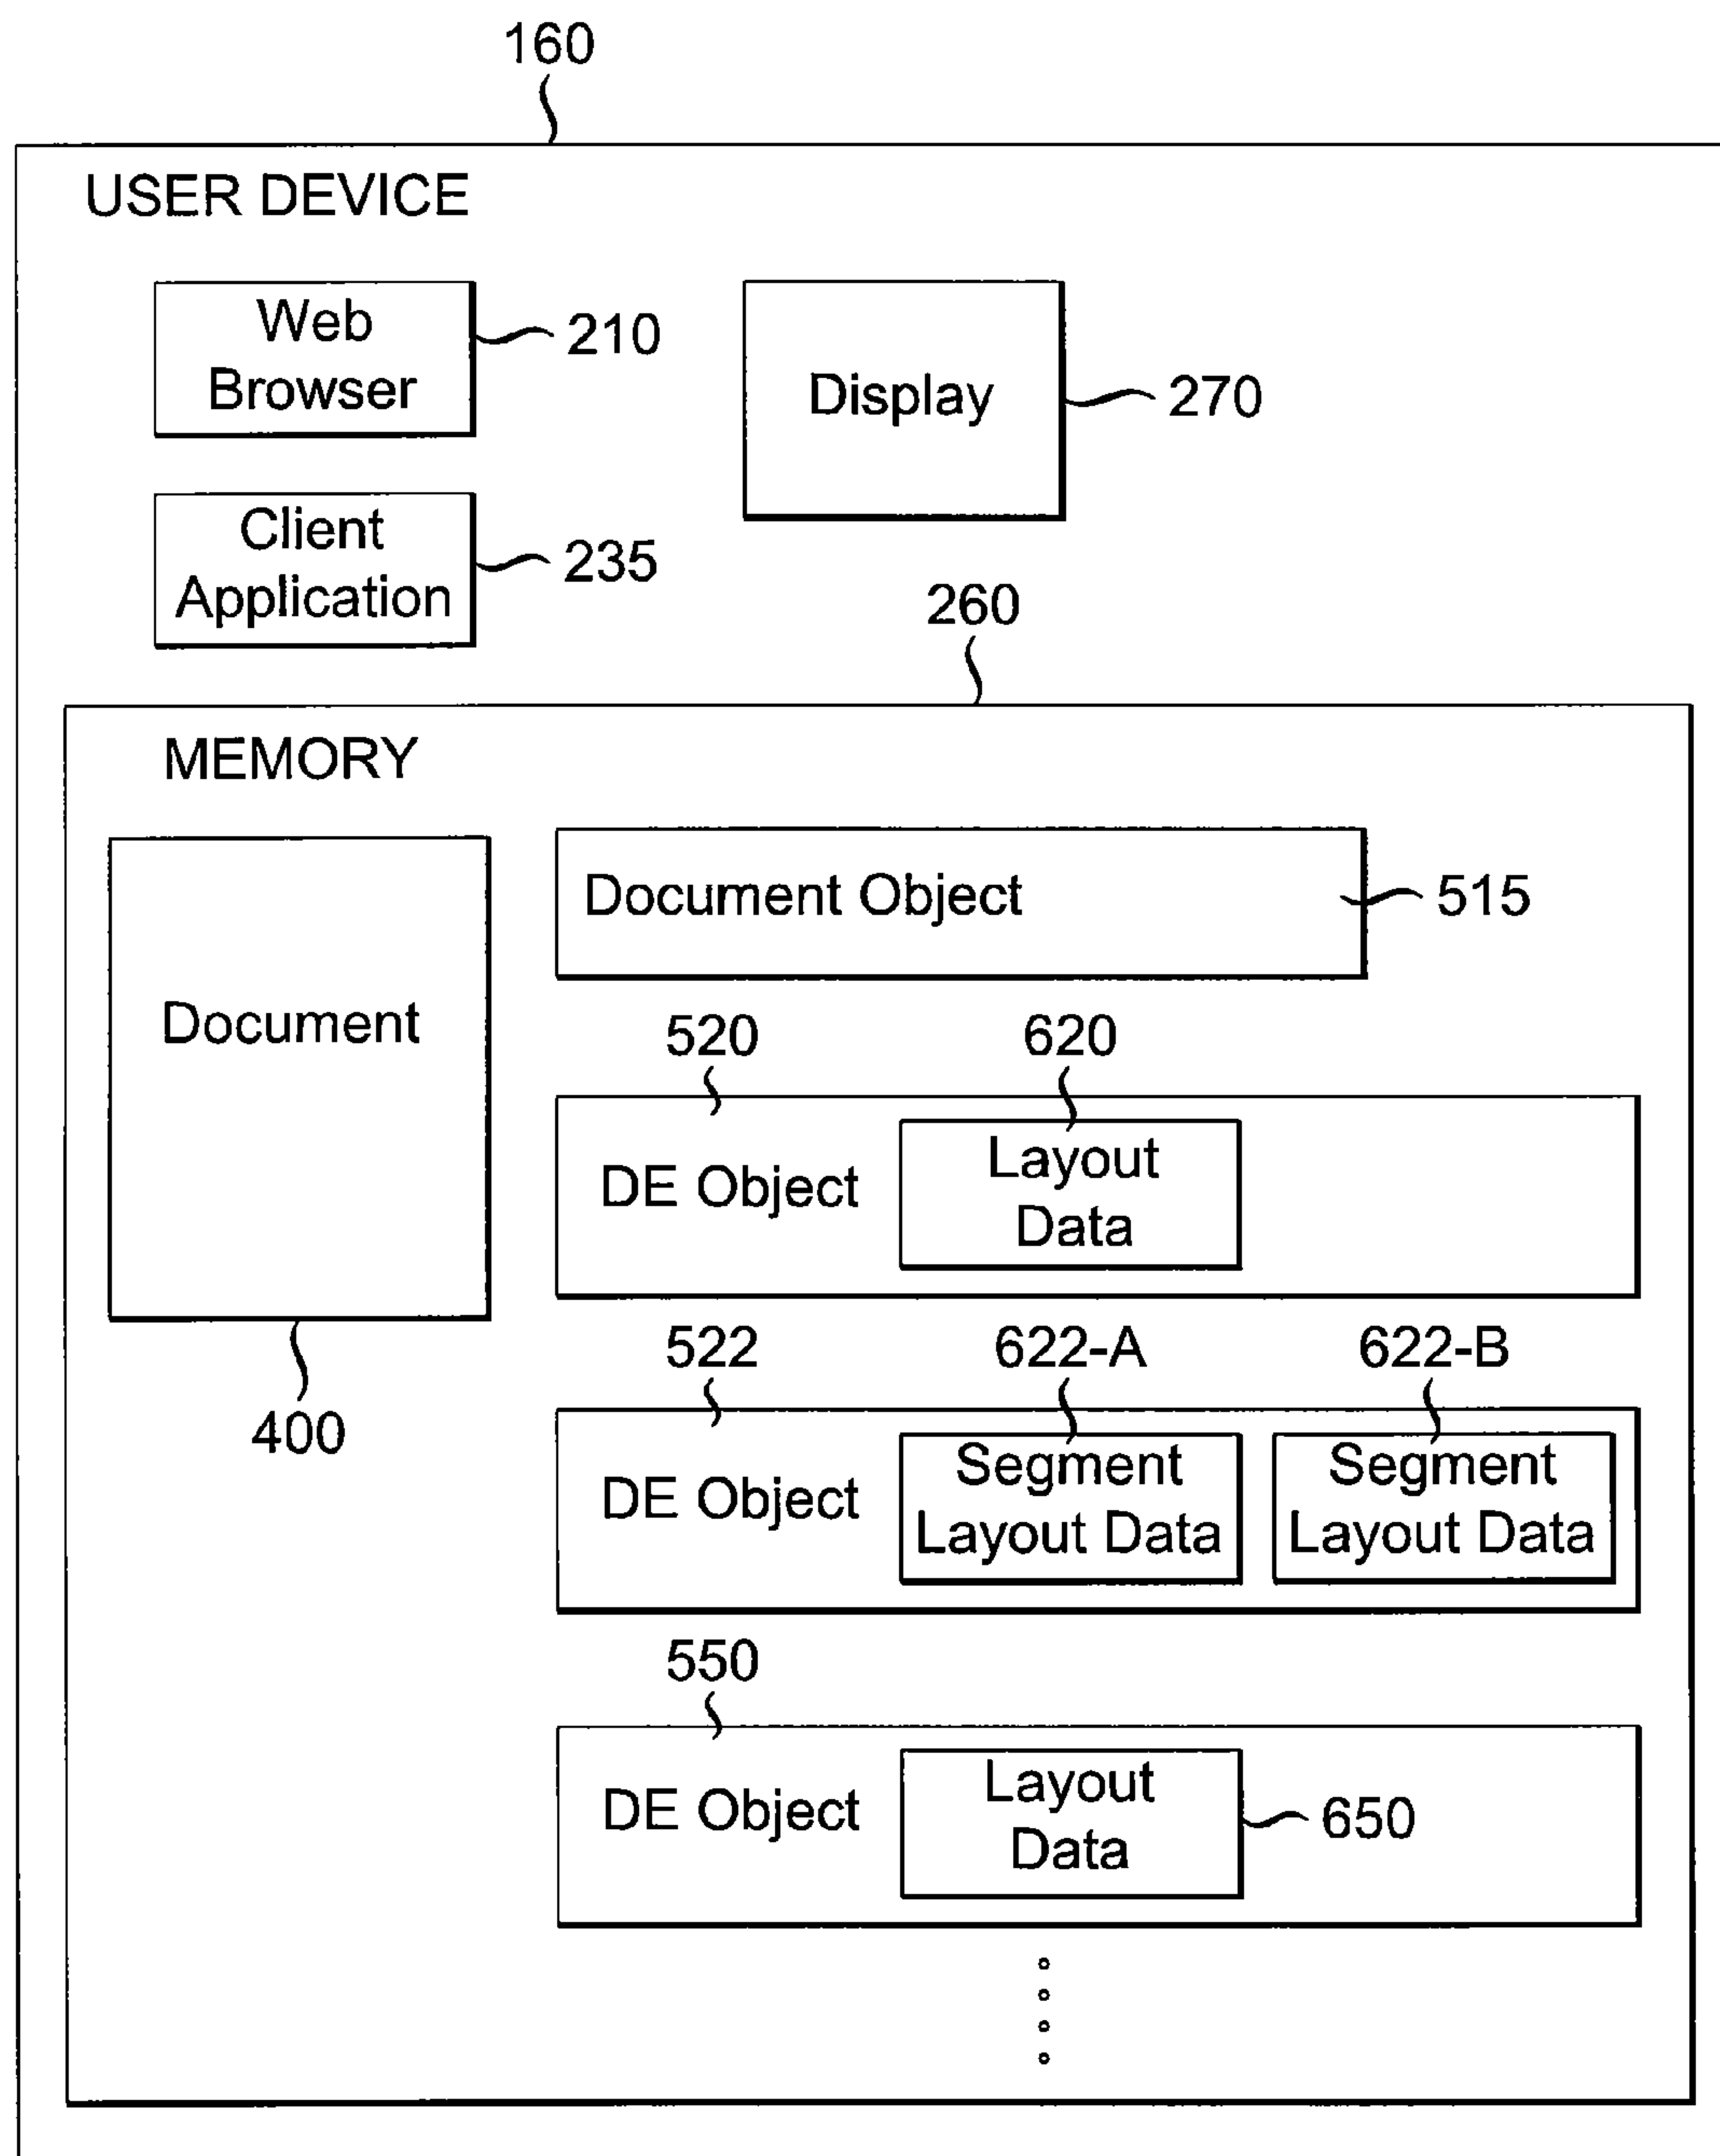 160
USER DEVICE
Web
Browser
210
Display
270
Client
Application
235
260
MEMORY
Document
400
Document Object
515
520
620
DE Object
Layout
Data
522
622-A
622-B
DE Object
Segment
Layout Data
Segment
Layout Data
550
DE Object
Layout
Data
650